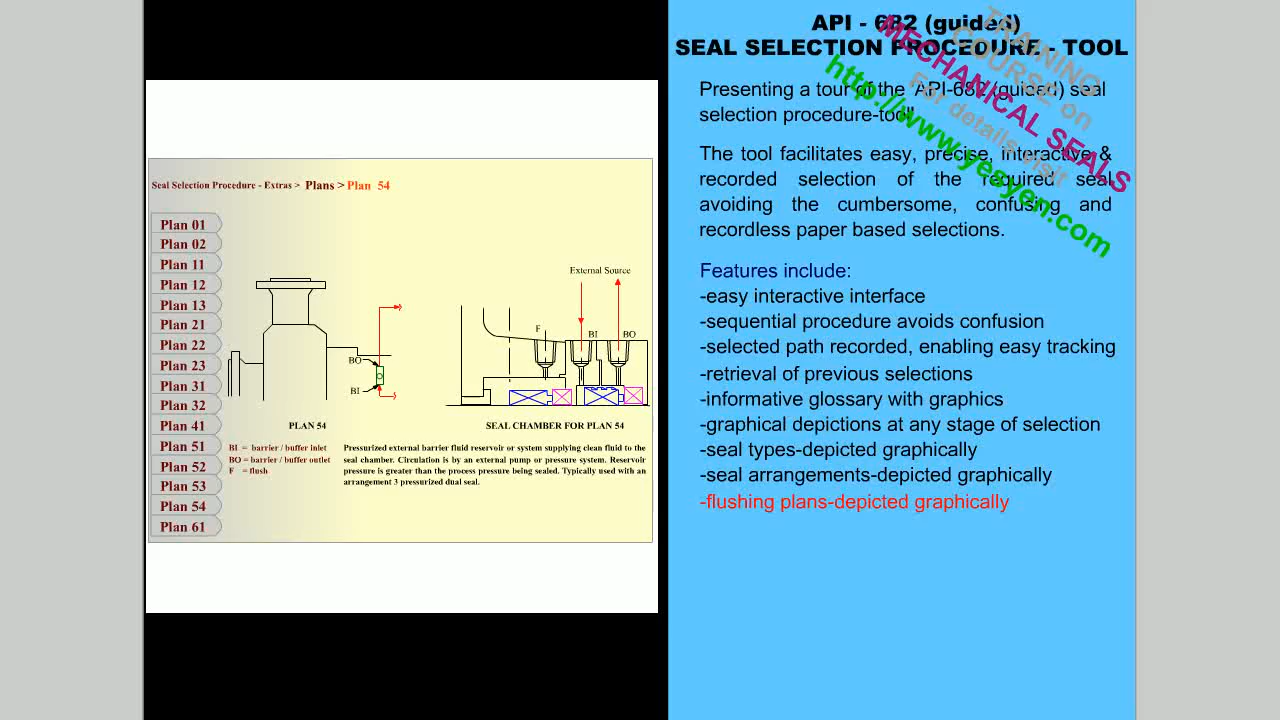 Seal Selection Procedure - Extras > Plans > Plan 54
Plan 01
Plan 02
Plan 11
Plan 12
Plan 13
Plan 21
Plan 22
Plan 23
Plan 31
Plan 32
Plan 41
Plan 51
Plan 52
Plan 53
Plan 54
Plan 61
BO
BI
PLAN 54
External Source
F
BI
BO
SEAL CHAMBER FOR PLAN 54
BI = barrier / buffer inlet
BO = barrier / buffer outlet
F = flush
Pressurized external barrier fluid reservoir or system supplying clean fluid to the
seal chamber. Circulation is by an external pump or pressure system. Reservoir
pressure is greater than the process pressure being sealed. Typically used with an
arrangement 3 pressurized dual seal.
API - 682 (guided)
SEAL SELECTION PROCEDURE - TOOL
Presenting a tour of the 'API-682 (guided) seal
selection procedure-tool'
The tool facilitates easy, precise, interactive &
recorded selection of the required seal
avoiding the cumbersome, confusing and
recordless paper based selections.
Features include:
-easy interactive interface
-sequential procedure avoids confusion
-selected path recorded, enabling easy tracking
-retrieval of previous selections
-informative glossary with graphics
-graphical depictions at any stage of selection
-seal types-depicted graphically
-seal arrangements-depicted graphically
-flushing plans-depicted graphically
TRAINING
COURSE on
MECHANICAL SEALS
For details visit
http://www.yesyen.com